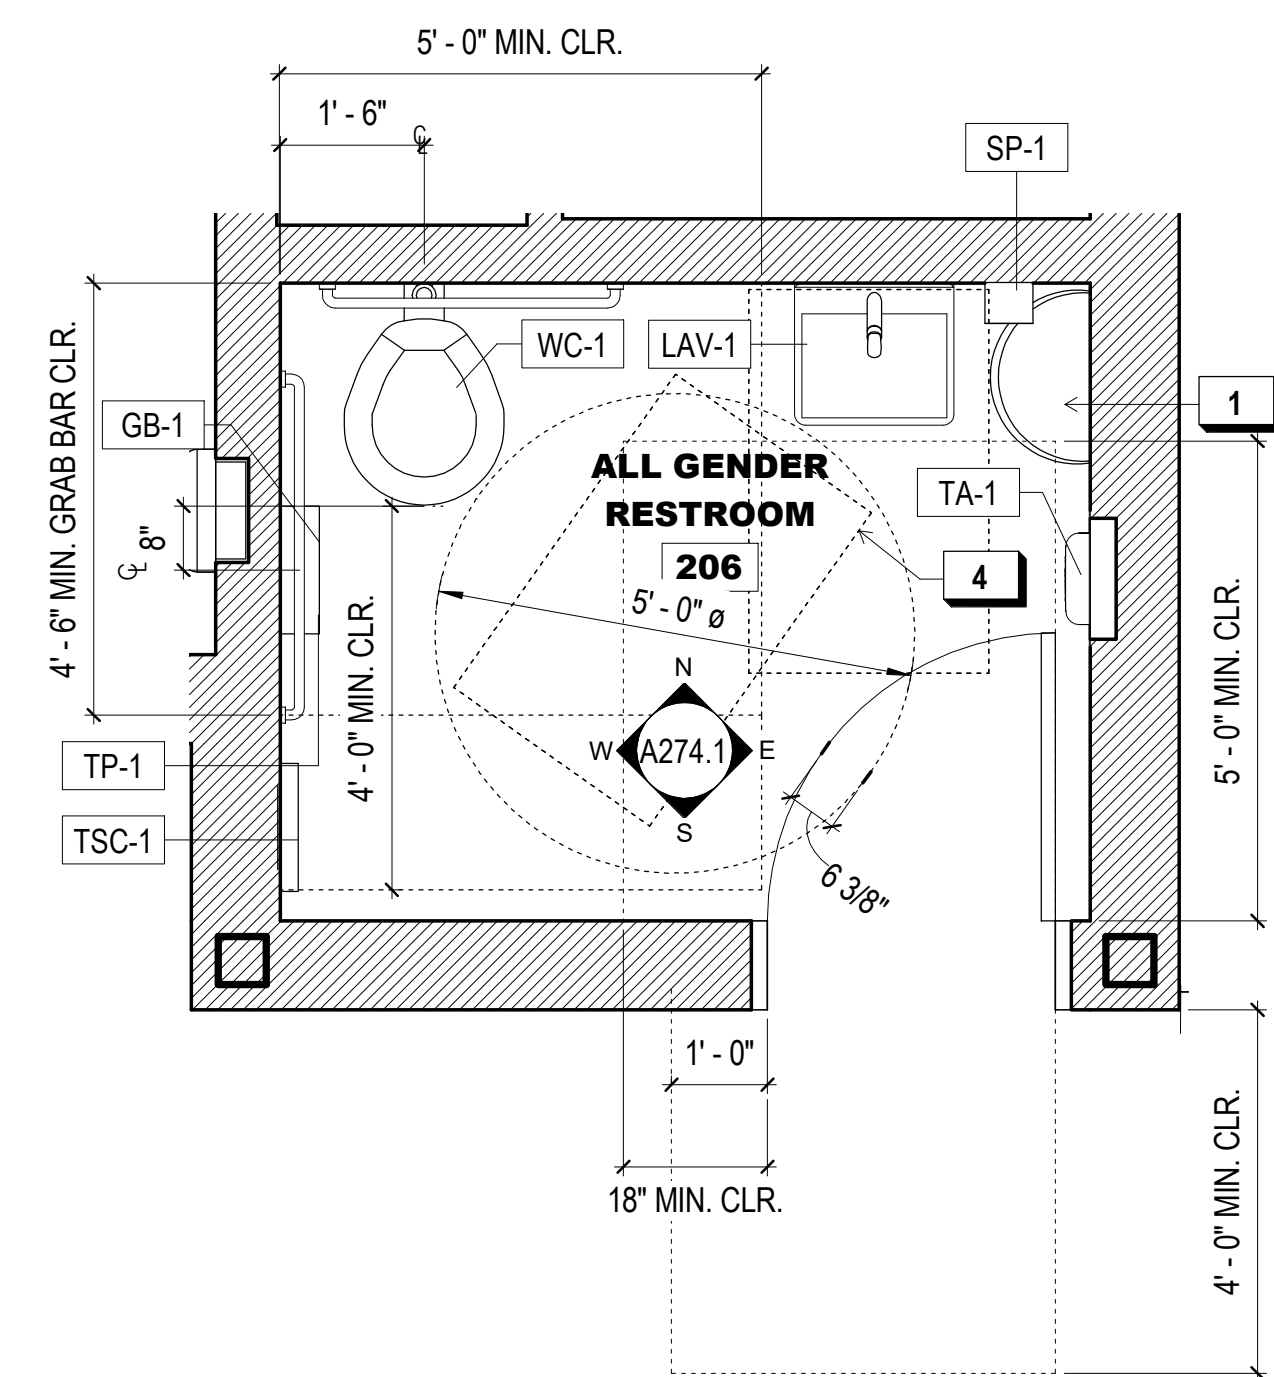 5' - 0" MIN. CLR.
1' - 6"
CL
SP-1
WC-1
LAV-1
1
GB-1
4' - 6" MIN. GRAB BAR CLR.
CL 8"
ALL GENDER
RESTROOM
206
TA-1
4
5' - 0" ø
4' - 0" MIN. CLR.
5' - 0" MIN. CLR.
N
W
A274.1
E
S
TP-1
TSC-1
6 3/8"
1' - 0"
18" MIN. CLR.
4' - 0" MIN. CLR.